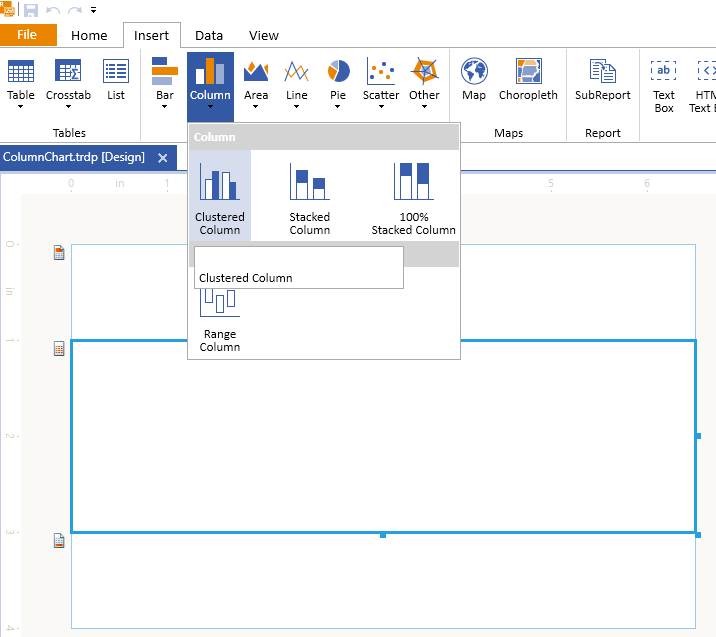 File Home Insert Data View
Table Crosstab List Bar Column Area Line Pie Scatter Other Map Choropleth SubReport ab Text
Box
Tables Maps Report
Column
ColumnChart.trdp [Design]
0 in 1 5 6
Clustered
Column
Stacked
Column
100%
Stacked Column
0
Clustered Column
in
Range
Column
1
2
3
4